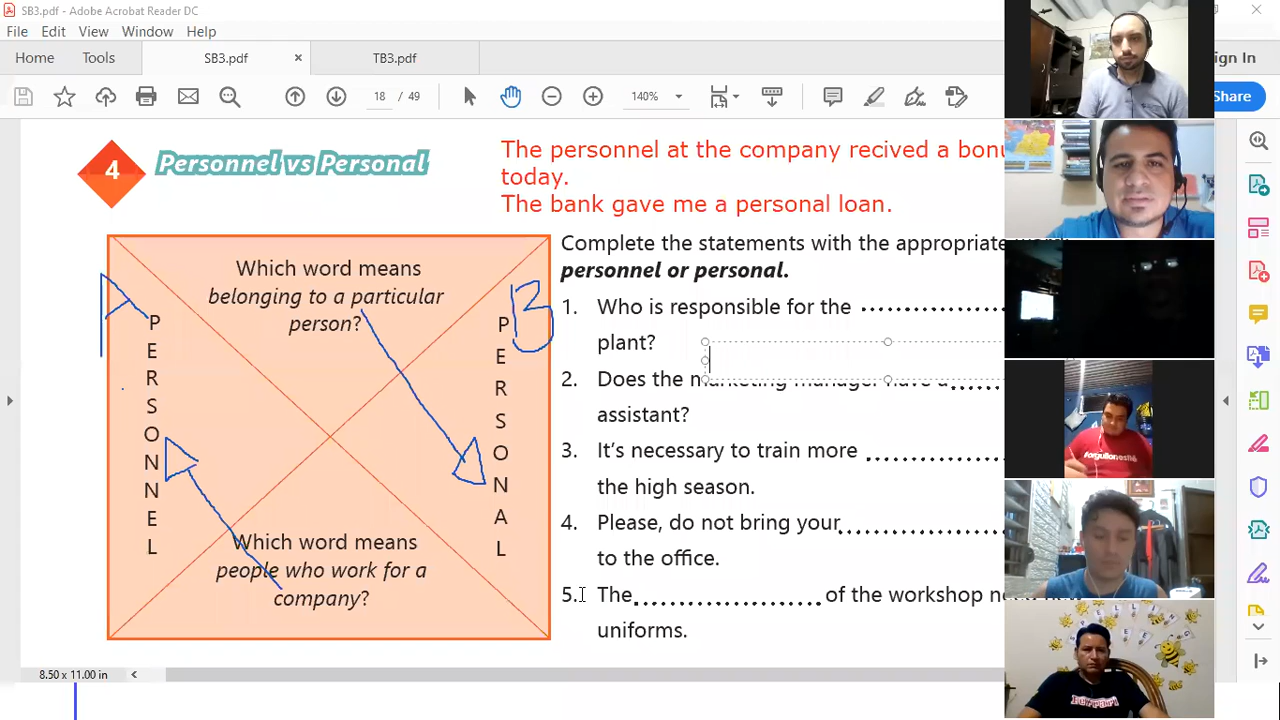 SB3.pdf - Adobe Acrobat Reader DC
File Edit View Window Help
Home Tools SB3.pdf × TB3.pdf Sign In
18 / 49 140% Share
4 Personnel vs Personal
The personnel at the company recived a
today.
The bank gave me a personal loan.
Complete the statements with the appropriate
personnel or personal.
Which word means
belonging to a particular
person?
A
PERSONNEL
B
PERSONAL
Which word means
people who work for a
company?
1. Who is responsible for the ....................
plant?
2. Does the marketing manager have a......
assistant?
3. It's necessary to train more ....................
the high season.
4. Please, do not bring your....................
to the office.
5. The.................... of the workshop
uniforms.
8.50 x 11.00 in